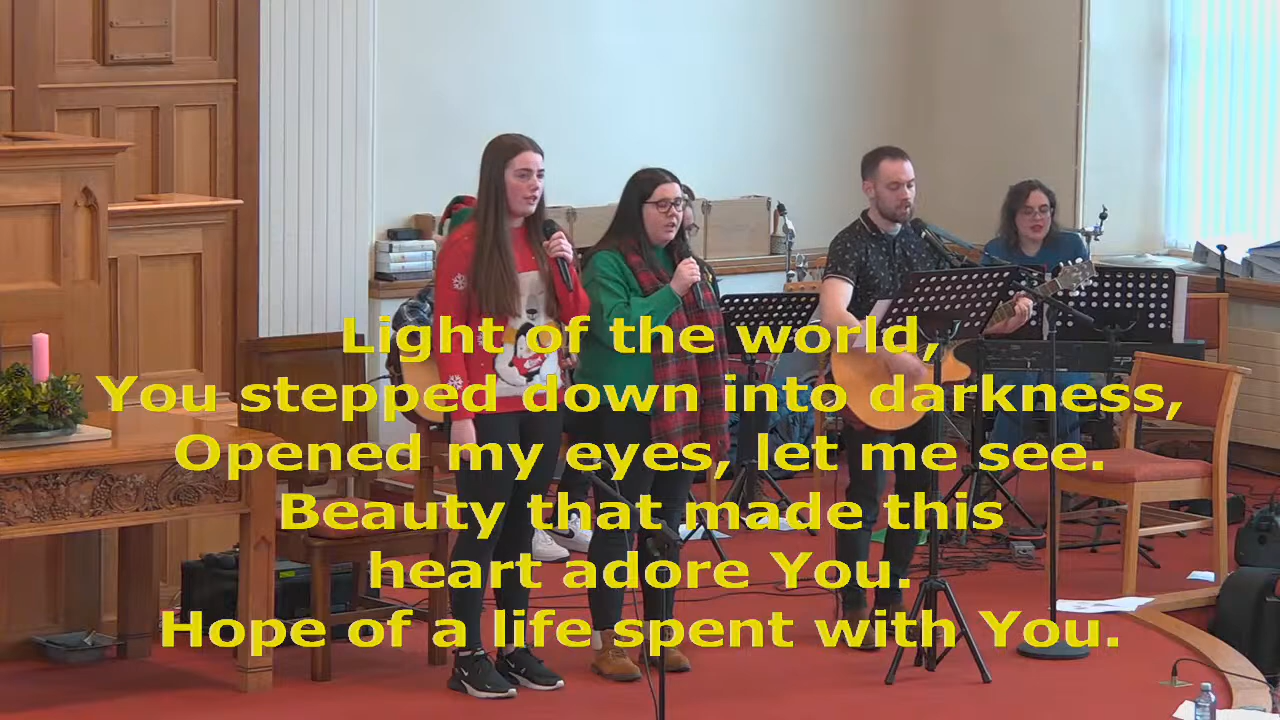 Light of the world,
You stepped down into darkness,
Opened my eyes, let me see.
Beauty that made this
heart adore You.
Hope of a life spent with You.